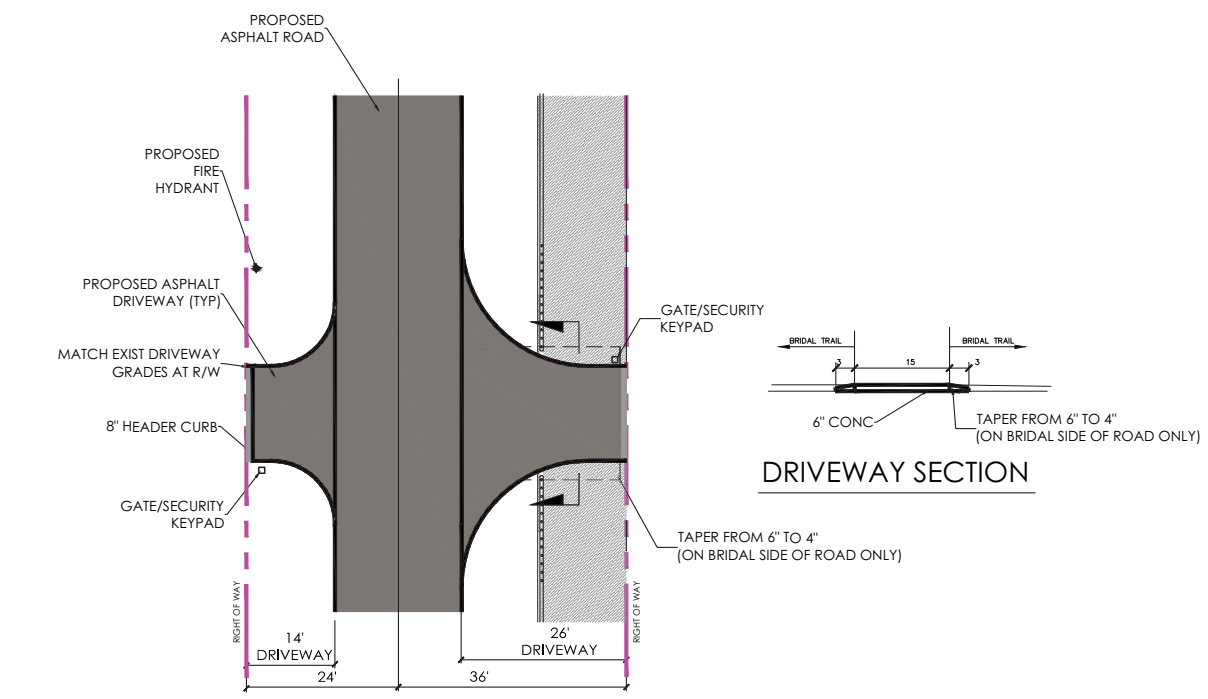 PROPOSED
ASPHALT ROAD
PROPOSED
FIRE
HYDRANT
PROPOSED ASPHALT
DRIVEWAY (TYP)
MATCH EXIST DRIVEWAY
GRADES AT R/W
8" HEADER CURB
GATE/SECURITY
KEYPAD
GATE/SECURITY
KEYPAD
TAPER FROM 6" TO 4"
(ON BRIDAL SIDE OF ROAD ONLY)
RIGHT OF WAY
RIGHT OF WAY
14'
DRIVEWAY
26'
DRIVEWAY
24'
36'
BRIDAL TRAIL
BRIDAL TRAIL
3
15
3
6" CONC
TAPER FROM 6" TO 4"
(ON BRIDAL SIDE OF ROAD ONLY)
DRIVEWAY SECTION